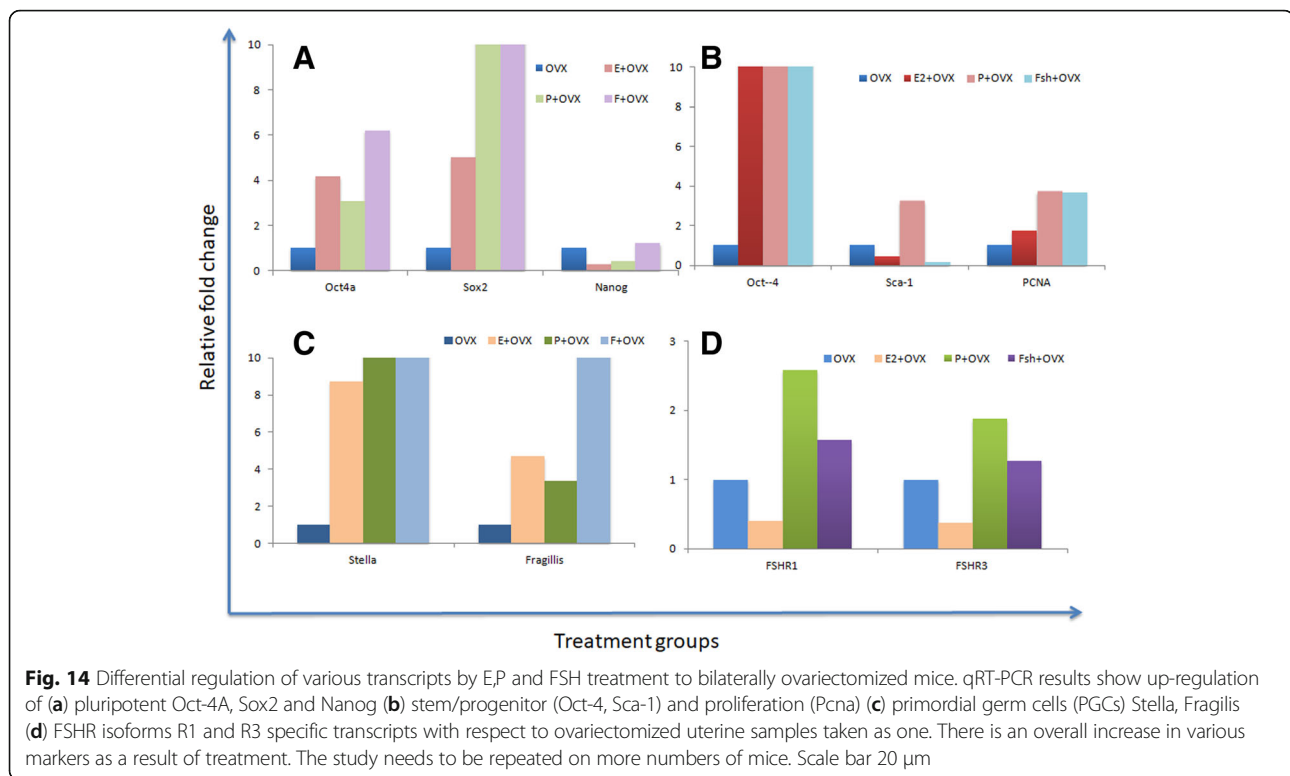 Relative fold change
A
OVX E+OVX
P+OVX F+OVX
10
8
6
4
2
0
Oct4a Sox2 Nanog
B
OVX E2+OVX P+OVX Fsh+OVX
10
8
6
4
2
0
Oct--4 Sca-1 PCNA
C
OVX E+OVX P+OVX F+OVX
10
8
6
4
2
0
Stella Fragillis
D
OVX E2+OVX P+OVX Fsh+OVX
3
2
1
0
FSHR1 FSHR3
Treatment groups
Fig. 14 Differential regulation of various transcripts by E,P and FSH treatment to bilaterally ovariectomized mice. qRT-PCR results show up-regulation
of (a) pluripotent Oct-4A, Sox2 and Nanog (b) stem/progenitor (Oct-4, Sca-1) and proliferation (Pcna) (c) primordial germ cells (PGCs) Stella, Fragilis
(d) FSHR isoforms R1 and R3 specific transcripts with respect to ovariectomized uterine samples taken as one. There is an overall increase in various
markers as a result of treatment. The study needs to be repeated on more numbers of mice. Scale bar 20 μm